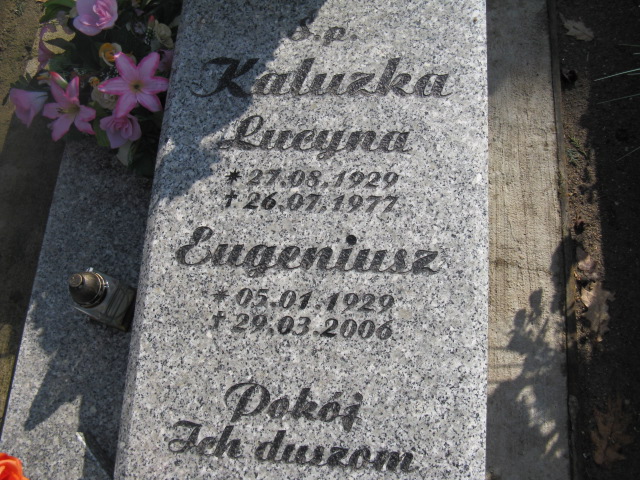 Ś.p.
Kaluzka
Lucyna
* 27.08.1929
† 26.07.1977
Eugeniusz
* 05.01.1929
† 29.03.2006
Pokój
Ich duszom